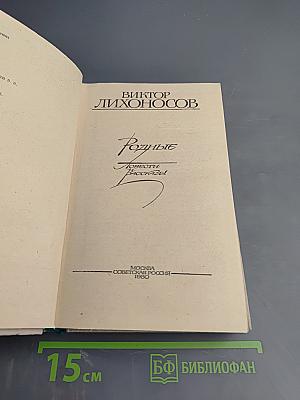 ВИКТОР
ЛИХОНОСОВ
Родные
Повести
Рассказы
МОСКВА
СОВЕТСКАЯ РОССИЯ
1980
15 см
БФ БИБЛИОФАН